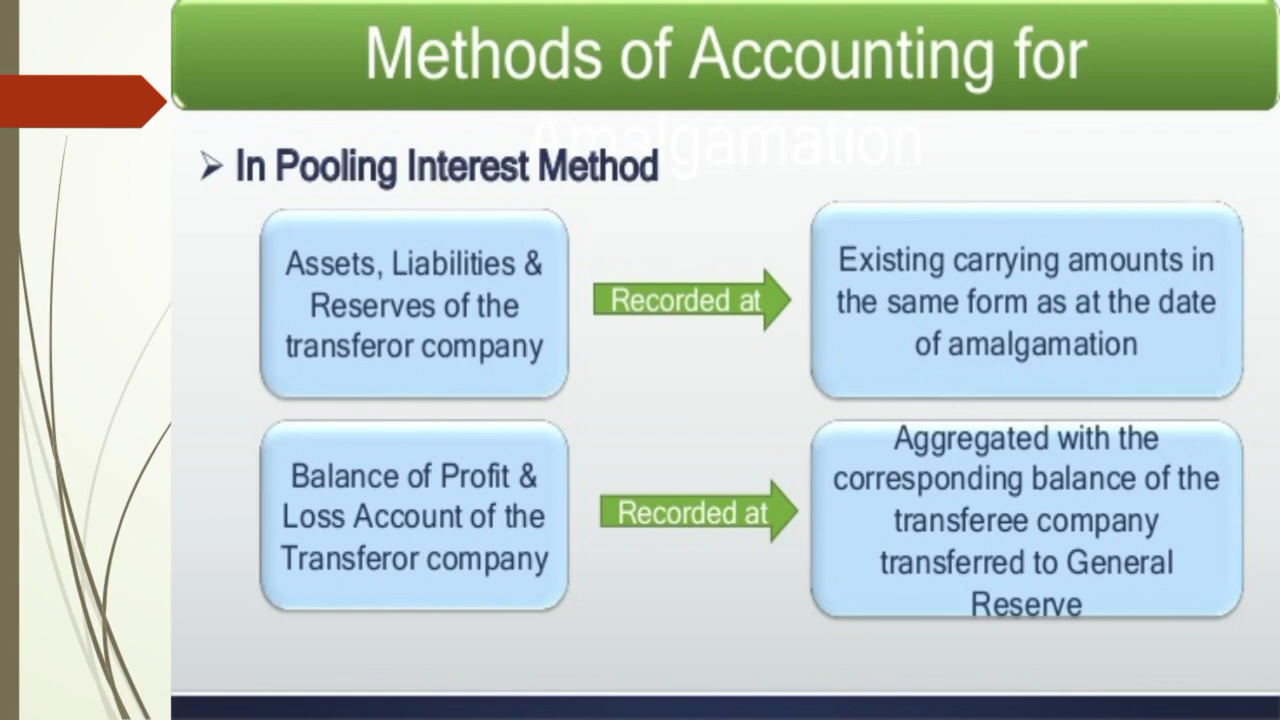 Methods of Accounting for
Amalgamation
➢ In Pooling Interest Method
Assets, Liabilities &
Reserves of the
transferor company
Recorded at
Existing carrying amounts in
the same form as at the date
of amalgamation
Balance of Profit &
Loss Account of the
Transferor company
Recorded at
Aggregated with the
corresponding balance of the
transferee company
transferred to General
Reserve